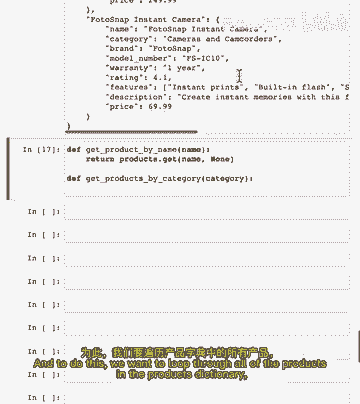 },
"FotoSnap Instant Camera": {
"name": "FotoSnap Instant Camera",
"category": "Cameras and Camcorders",
"brand": "FotoSnap",
"model_number": "FS-IC10",
"warranty": "1 year",
"rating": 4.1,
"features": ["Instant prints", "Built-in flash", "S
"description": "Create instant memories with this f
"price": 69.99
}
}
In [17]: def get_product_by_name(name):
return products.get(name, None)
def get_products_by_category(category):
In [ ]:
In [ ]:
In [ ]:
In [ ]:
In [ ]:
In [ ]:
In [ ]:
In [ ]:
为此，我们要遍历产品字典中的所有产品，
And to do this, we want to loop through all of the products
in the products dictionary,
In [ ]: